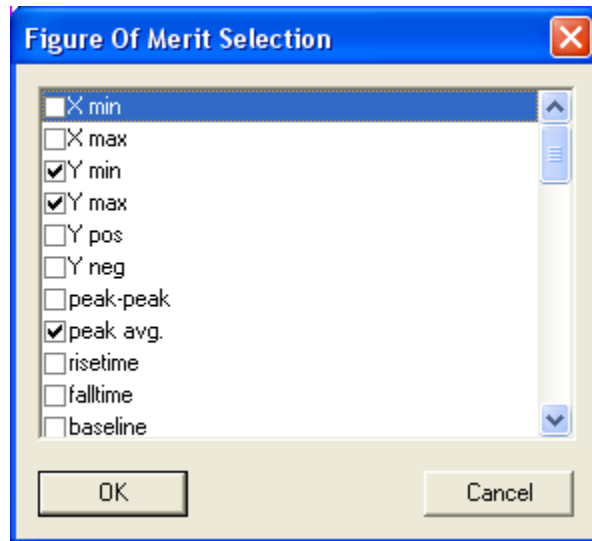 Figure Of Merit Selection
X min
X max
Y min
Y max
Y pos
Y neg
peak-peak
peak avg.
risetime
falltime
baseline
OK
Cancel